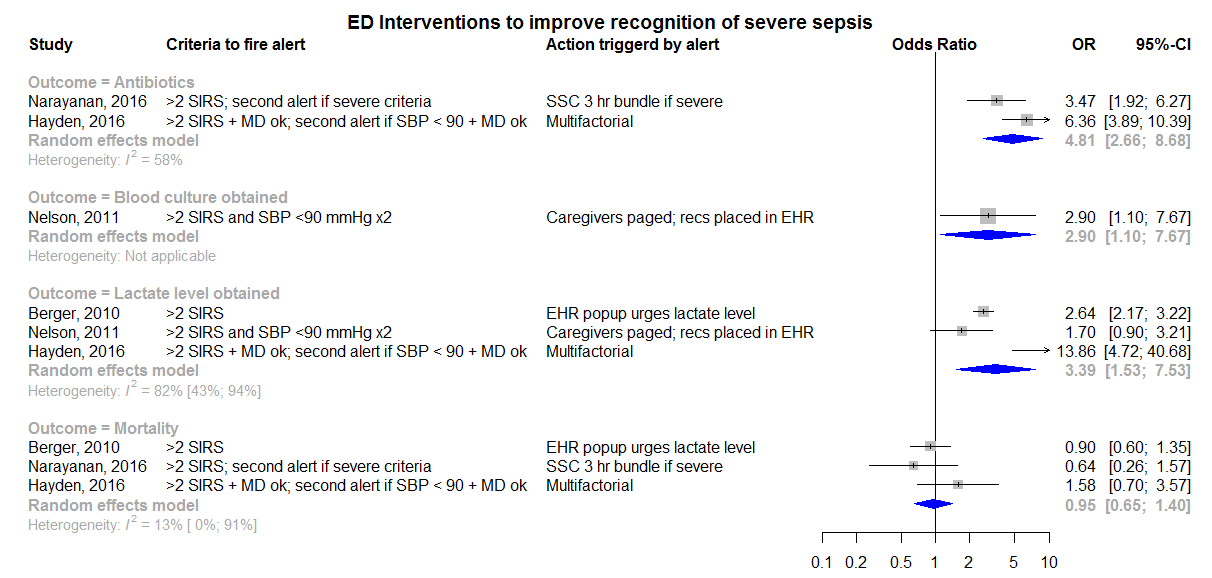 ED Interventions to improve recognition of severe sepsis
Study Criteria to fire alert Action triggerd by alert Odds Ratio OR 95%-CI
Outcome = Antibiotics
Narayanan, 2016 >2 SIRS; second alert if severe criteria SSC 3 hr bundle if severe 3.47 [1.92; 6.27]
Hayden, 2016 >2 SIRS + MD ok; second alert if SBP < 90 + MD ok Multifactorial 6.36 [3.89; 10.39]
Random effects model 4.81 [2.66; 8.68]
Heterogeneity: I² = 58%
Outcome = Blood culture obtained
Nelson, 2011 >2 SIRS and SBP <90 mmHg x2 Caregivers paged; recs placed in EHR 2.90 [1.10; 7.67]
Random effects model 2.90 [1.10; 7.67]
Heterogeneity: Not applicable
Outcome = Lactate level obtained
Berger, 2010 >2 SIRS EHR popup urges lactate level 2.64 [2.17; 3.22]
Nelson, 2011 >2 SIRS and SBP <90 mmHg x2 Caregivers paged; recs placed in EHR 1.70 [0.90; 3.21]
Hayden, 2016 >2 SIRS + MD ok; second alert if SBP < 90 + MD ok Multifactorial 13.86 [4.72; 40.68]
Random effects model 3.39 [1.53; 7.53]
Heterogeneity: I² = 82% [43%; 94%]
Outcome = Mortality
Berger, 2010 >2 SIRS EHR popup urges lactate level 0.90 [0.60; 1.35]
Narayanan, 2016 >2 SIRS; second alert if severe criteria SSC 3 hr bundle if severe 0.64 [0.26; 1.57]
Hayden, 2016 >2 SIRS + MD ok; second alert if SBP < 90 + MD ok Multifactorial 1.58 [0.70; 3.57]
Random effects model 0.95 [0.65; 1.40]
Heterogeneity: I² = 13% [ 0%; 91%]
0.1 0.2 0.5 1 2 5 10